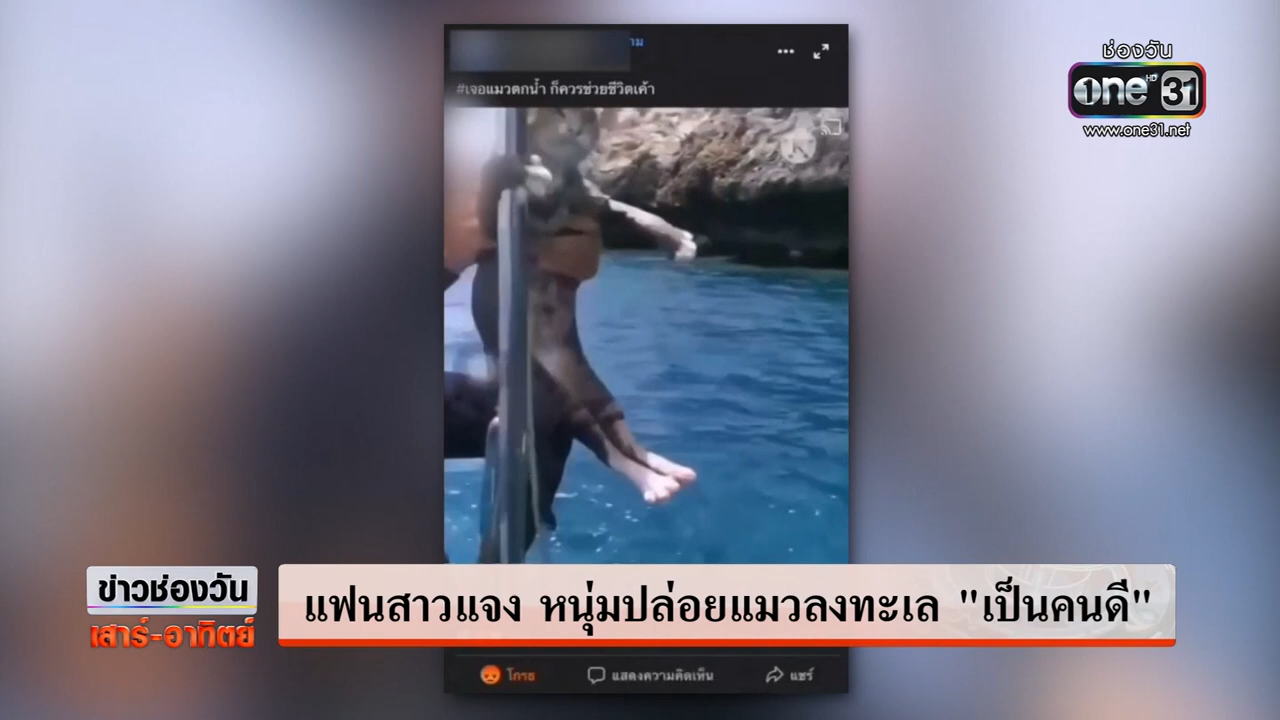 ช่องวัน
one HD 31
www.one31.net
#เจอแมวตกน้ำ ก็ควรช่วยชีวิตเค้า
ข่าวช่องวัน
เสาร์-อาทิตย์
แฟนสาวแจง หนุ่มปล่อยแมวลงทะเล "เป็นคนดี"
โกรธ
แสดงความคิดเห็น
แชร์